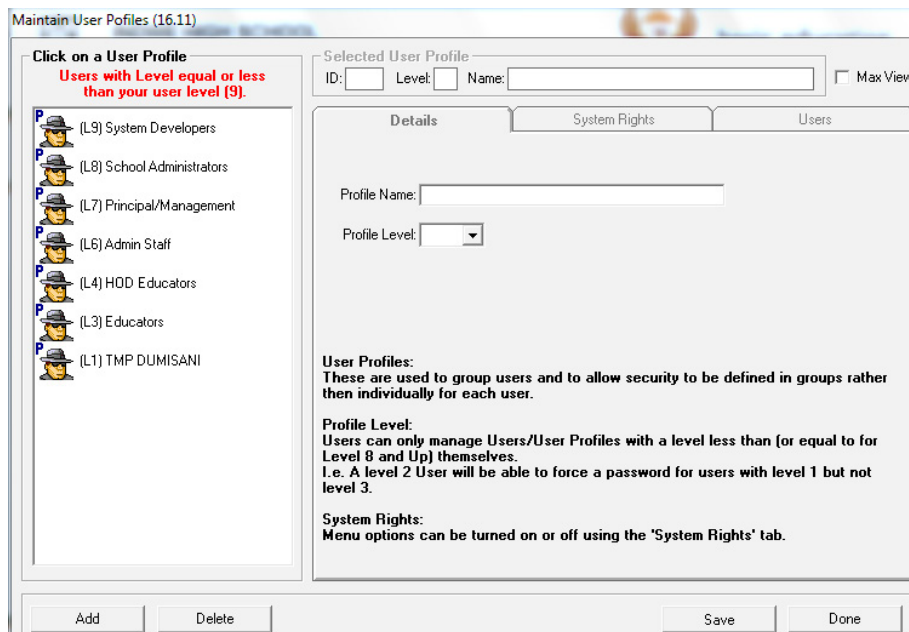 Maintain User Pofiles (16.11)
Click on a User Profile
Users with Level equal or less
than your user level (9).
P (L9) System Developers
P (L8) School Administrators
P (L7) Principal/Management
P (L6) Admin Staff
P (L4) HOD Educators
P (L3) Educators
P (L1) TMP DUMISANI
Selected User Profile
ID: Level: Name: Max View
Details System Rights Users
Profile Name:
Profile Level:
User Profiles:
These are used to group users and to allow security to be defined in groups rather
then individually for each user.
Profile Level:
Users can only manage Users/User Profiles with a level less than (or equal to for
Level 8 and Up) themselves.
I.e. A level 2 User will be able to force a password for users with level 1 but not
level 3.
System Rights:
Menu options can be turned on or off using the 'System Rights' tab.
Add Delete Save Done